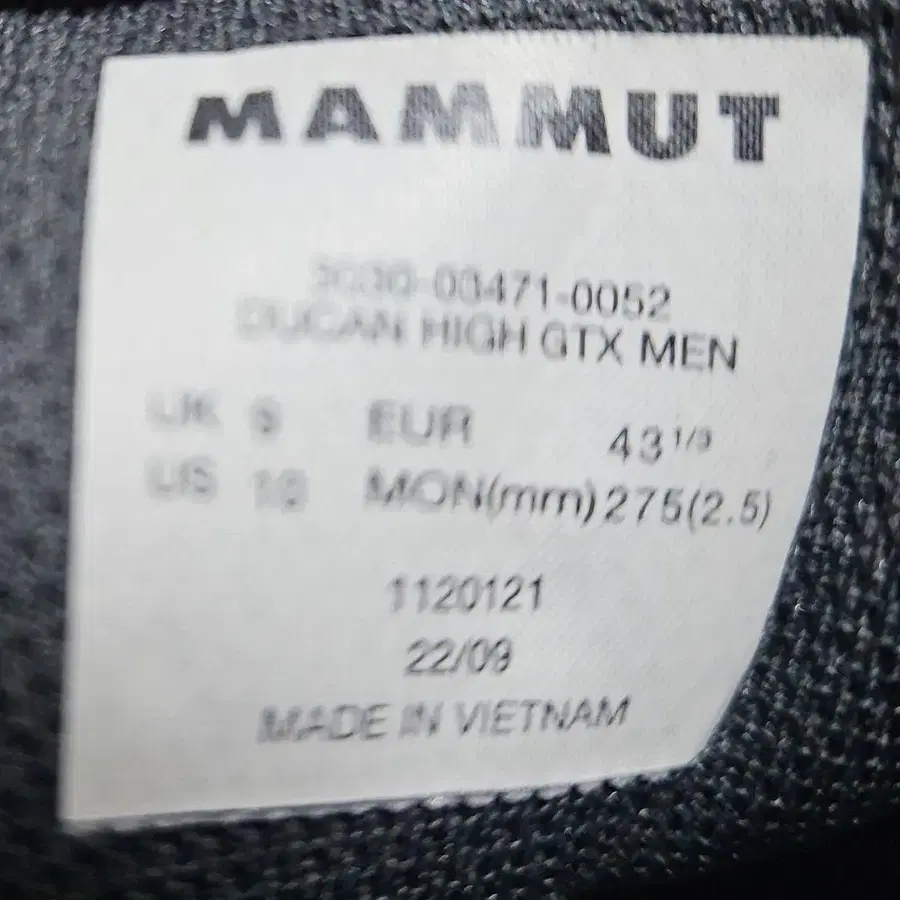 MAMMUT
3030-03471-0052
DUCAN HIGH GTX MEN
UK 9 EUR 43 1/3
US 10 MON(mm) 275(2.5)
1120121
22/09
MADE IN VIETNAM